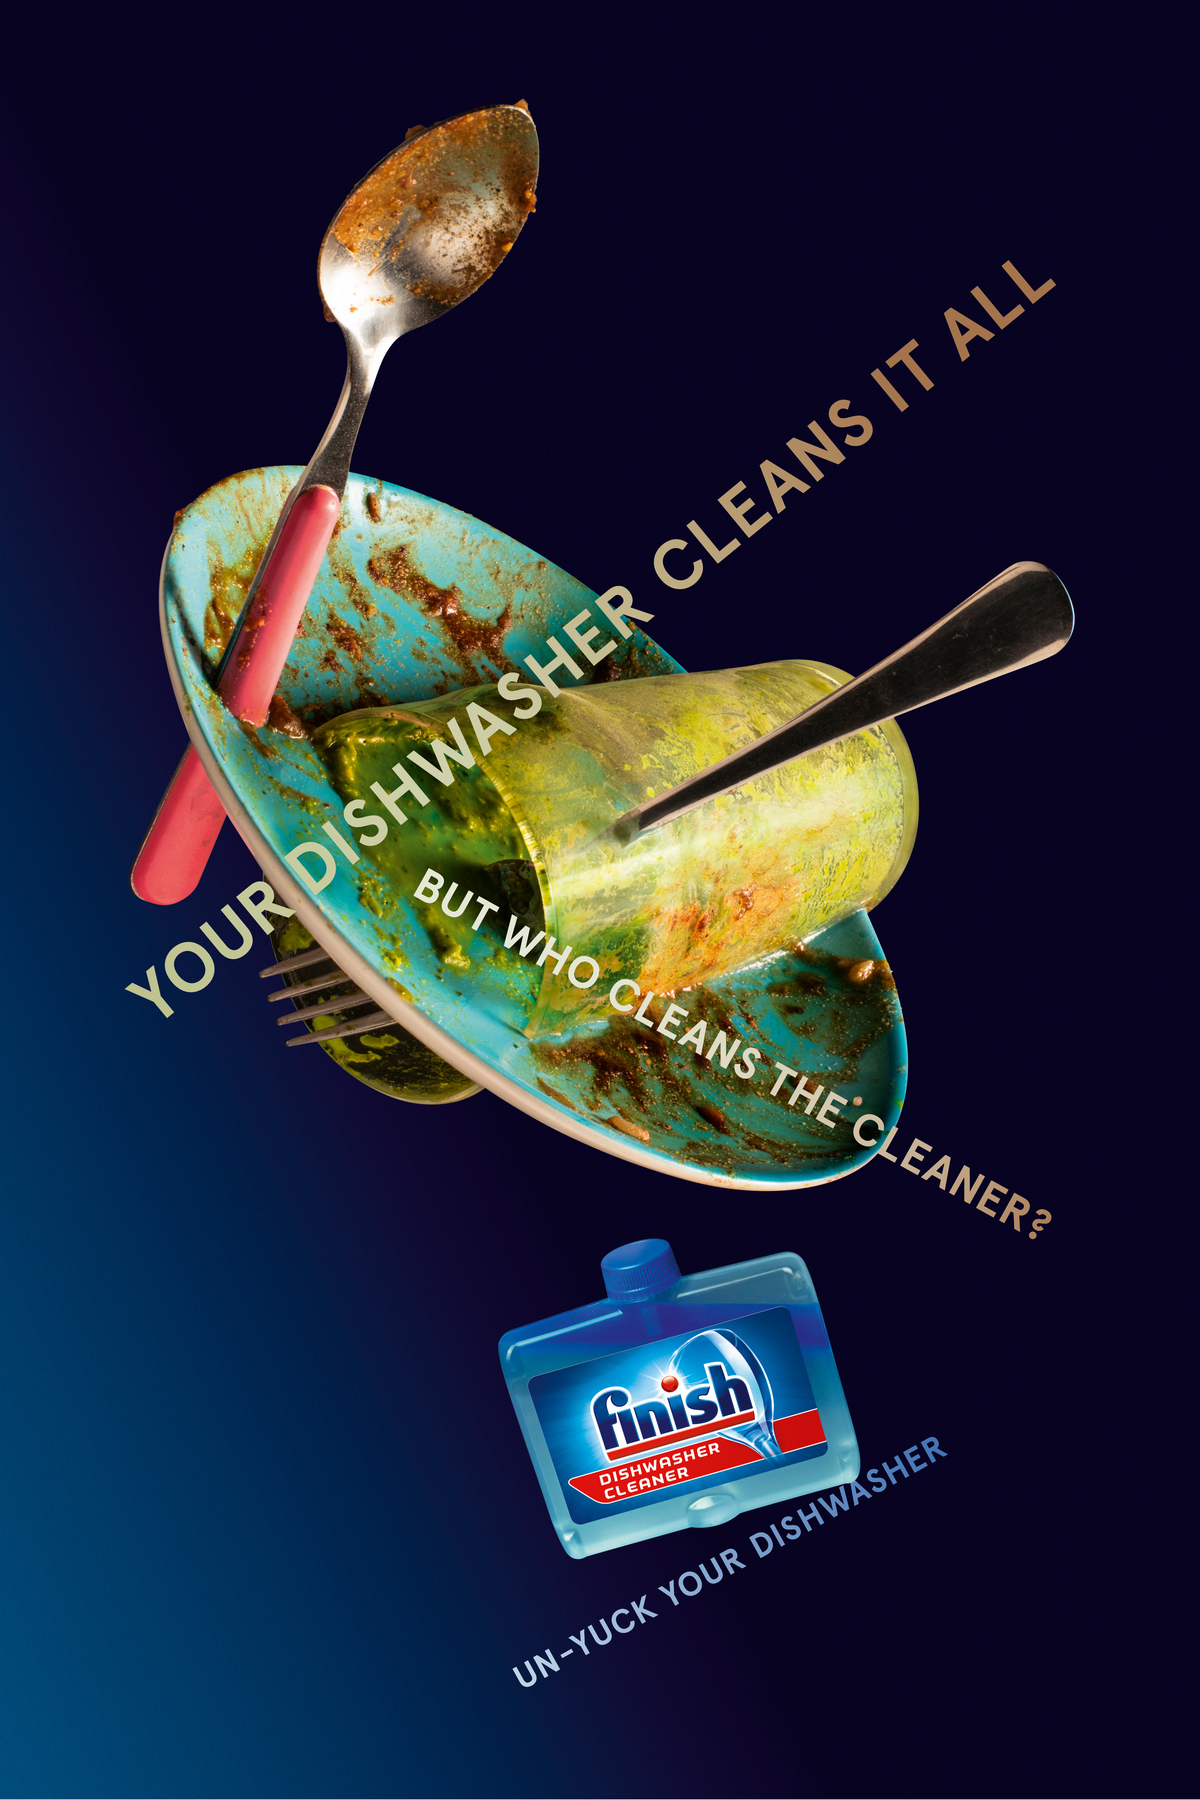 YOUR DISHWASHER CLEANS IT ALL
BUT WHO CLEANS THE CLEANER?
finish
DISHWASHER
CLEANER
UN-YUCK YOUR DISHWASHER